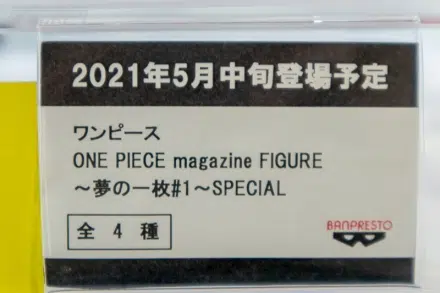 2021年5月中旬登場予定
ワンピース
ONE PIECE magazine FIGURE
～夢の一枚#1～SPECIAL
全4種
BANPRESTO